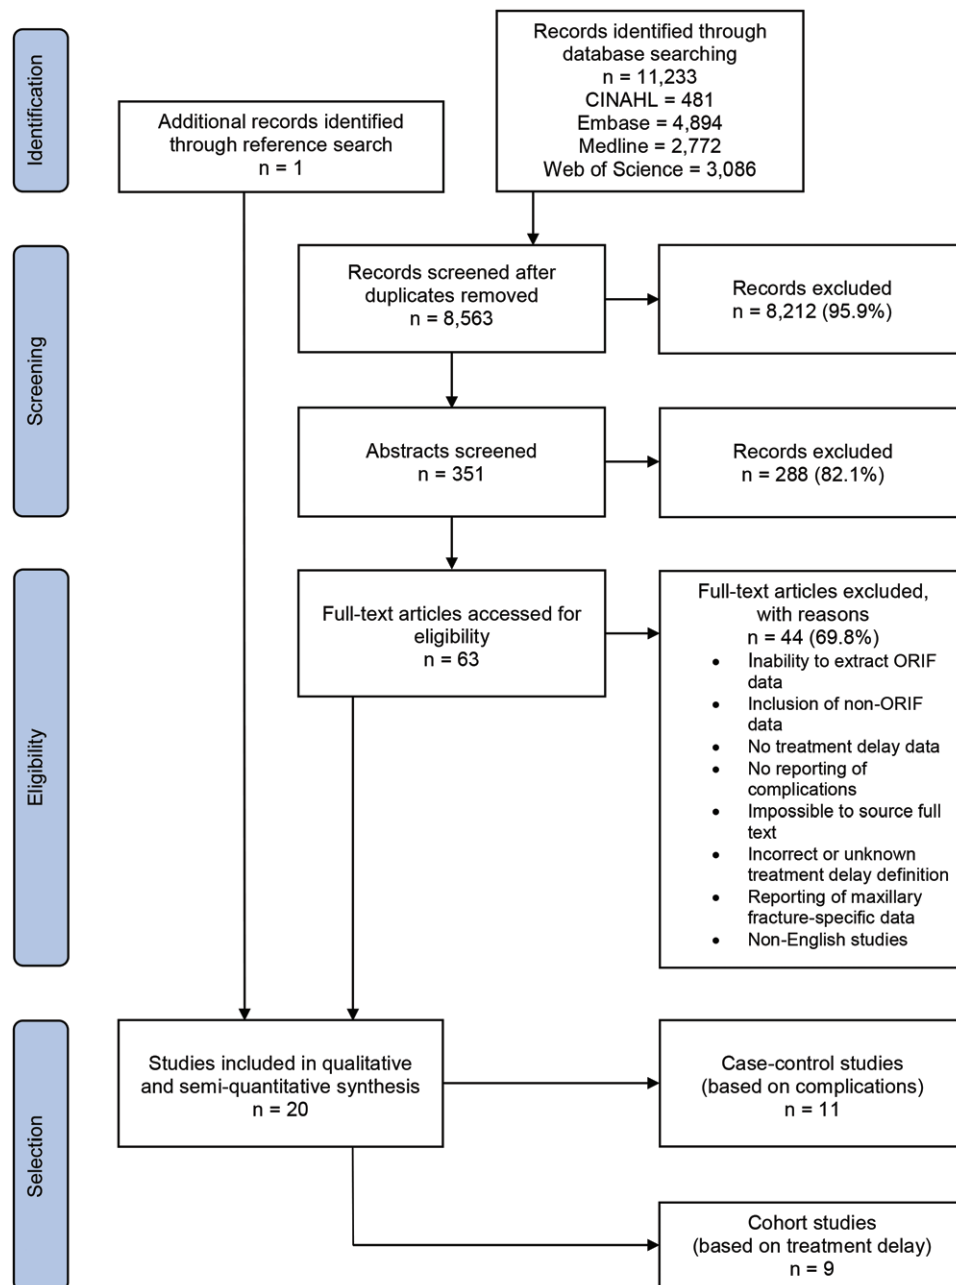 Identification
Records identified through
database searching
n = 11,233
CINAHL = 481
Embase = 4,894
Medline = 2,772
Web of Science = 3,086
Additional records identified
through reference search
n = 1
Screening
Records screened after
duplicates removed
n = 8,563
Records excluded
n = 8,212 (95.9%)
Abstracts screened
n = 351
Records excluded
n = 288 (82.1%)
Eligibility
Full-text articles accessed for
eligibility
n = 63
Full-text articles excluded,
with reasons
n = 44 (69.8%)
• Inability to extract ORIF
data
• Inclusion of non-ORIF
data
• No treatment delay data
• No reporting of
complications
• Impossible to source full
text
• Incorrect or unknown
treatment delay definition
• Reporting of maxillary
fracture-specific data
• Non-English studies
Selection
Studies included in qualitative
and semi-quantitative synthesis
n = 20
Case-control studies
(based on complications)
n = 11
Cohort studies
(based on treatment delay)
n = 9